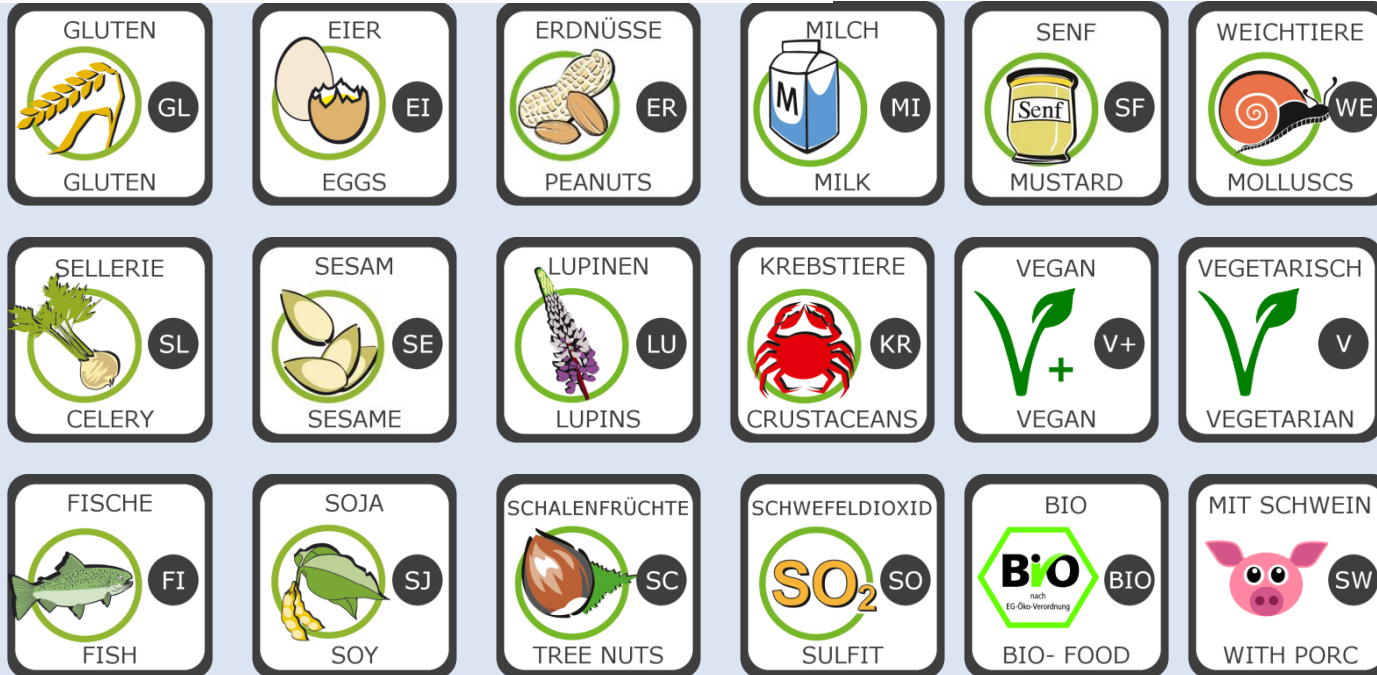 GLUTEN
GL
GLUTEN
EIER
EI
EGGS
ERDNÜSSE
ER
PEANUTS
MILCH
M
MI
MILK
SENF
Senf
SF
MUSTARD
WEICHTIERE
WE
MOLLUSCS
SELLERIE
SL
CELERY
SESAM
SE
SESAME
LUPINEN
LU
LUPINS
KREBSTIERE
KR
CRUSTACEANS
VEGAN
+
V+
VEGAN
VEGETARISCH
V
VEGETARIAN
FISCHE
FI
FISH
SOJA
SJ
SOY
SCHALENFRÜCHTE
SC
TREE NUTS
SCHWEFELDIOXID
SO2
SO
SULFIT
BIO
BiO
nach
EG-Öko-Verordnung
BIO
BIO- FOOD
MIT SCHWEIN
SW
WITH PORC